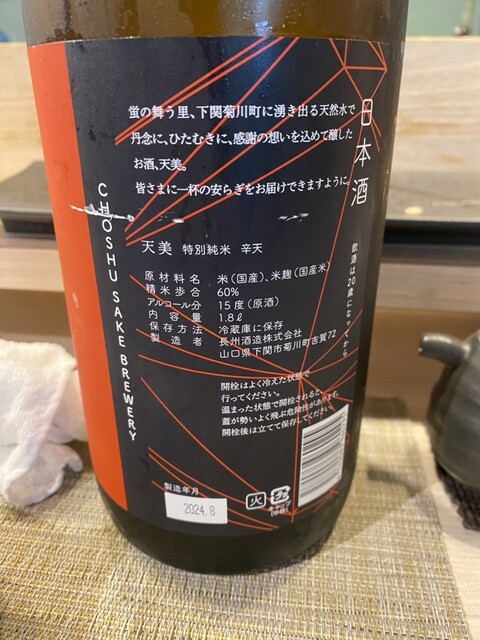 蛍の舞う里、下関菊川町に湧き出る天然水で
丹念に、ひたむきに、感謝の想いを込めて醸した
お酒、天美。
皆さまに一杯の安らぎをお届けできますように。
日本酒
CHOSHU SAKE BREWERY
天美 特別純米 辛天
飲酒は20歳になってから
原材料名 米(国産)、米麹(国産米)
精米歩合 60%
アルコール分 15度(原酒)
内容量 1.8ℓ
保存方法 冷蔵庫に保存
製造者 長州酒造株式会社
山口県下関市菊川町古賀72
開栓はよく冷えた状態で
行ってください。
温まった状態で開栓されると、
蓋が勢いよく飛ぶ危険性があります。
開栓後は立てて保存してください。
製造年月
2024.8
火
キャップ
(中栓)